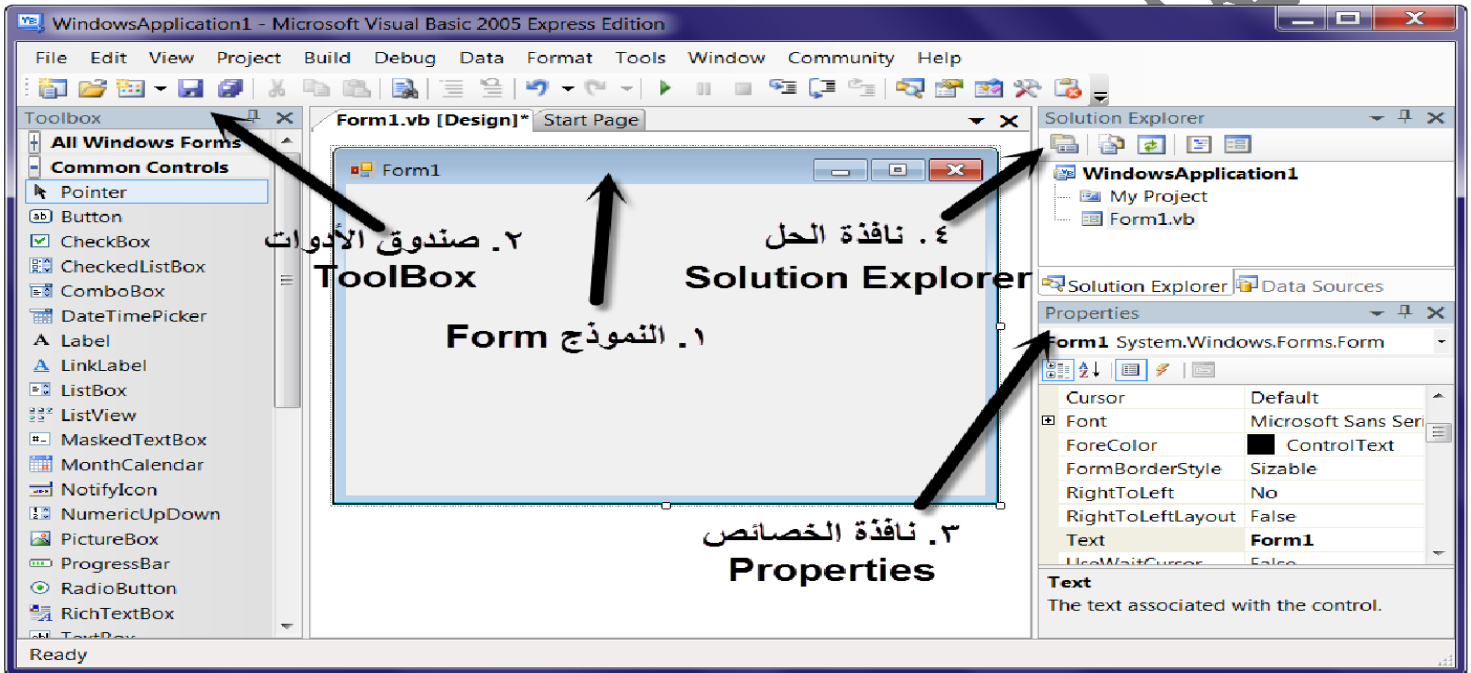 WindowsApplication1 - Microsoft Visual Basic 2005 Express Edition
File Edit View Project Build Debug Data Format Tools Window Community Help
Toolbox
All Windows Forms
Common Controls
Pointer
Button
CheckBox
CheckedListBox
ComboBox
DateTimePicker
A Label
A LinkLabel
ListBox
ListView
MaskedTextBox
MonthCalendar
NotifyIcon
NumericUpDown
PictureBox
ProgressBar
RadioButton
RichTextBox
TextBox
Form1.vb [Design]* Start Page
Form1
٢. صندوق الأدوات
ToolBox
٤. نافذة الحل
Solution Explorer
١. النموذج Form
٣. نافذة الخصائص
Properties
Solution Explorer
WindowsApplication1
My Project
Form1.vb
Solution Explorer Data Sources
Properties
Form1 System.Windows.Forms.Form
Cursor Default
Font Microsoft Sans Seri
ForeColor ControlText
FormBorderStyle Sizable
RightToLeft No
RightToLeftLayout False
Text Form1
UseWaitCursor False
Text
The text associated with the control.
Ready